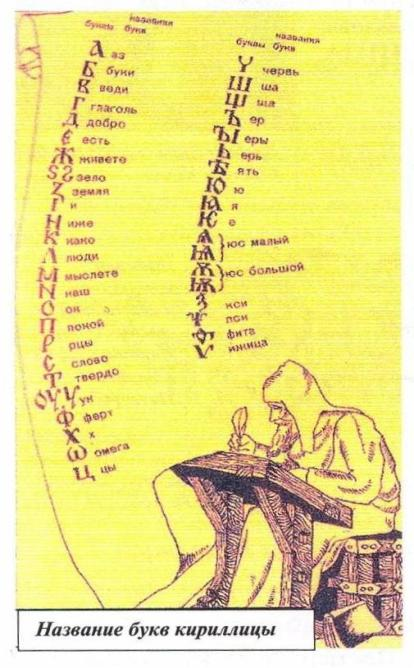 названия
буквы букв
А аз
Б буки
В веди
Г глаголь
Д добро
Є есть
Ж живете
Ѕ зело
Z земля
І и
Н иже
К како
Л люди
М мыслете
N наш
О он
П покой
Р рцы
С слово
Т твердо
ОУ Ү ук
Ф ферт
Х х
Ѡ омега
Ц цы
названия
буквы букв
Ч червь
Ш ша
Щ ша
Ъ ер
Ы еры
Ь ерь
Ѣ ять
Ю ю
Ꙗ я
Ѥ е
Ѧ
Ѩ } юс малый
Ѫ
Ѭ } юс большой
Ѯ кси
Ѱ пси
Ѳ фита
Ѵ ижица
Название букв кириллицы